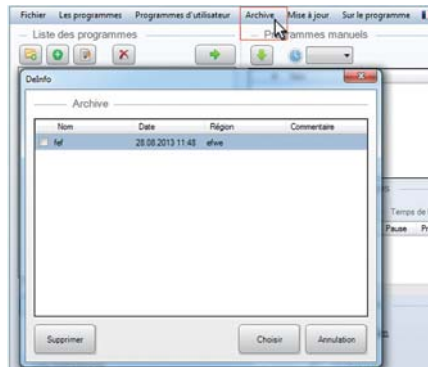 Fichier Les programmes Programmes d'utilisateur Archive Mise à jour Sur le programme
Liste des programmes Programmes manuels
DeInfo
Archive
Nom Date Région Commentaire
fef 28.08.2013 11:48 efwe
Temps de
Pause
Supprimer Choisir Annulation